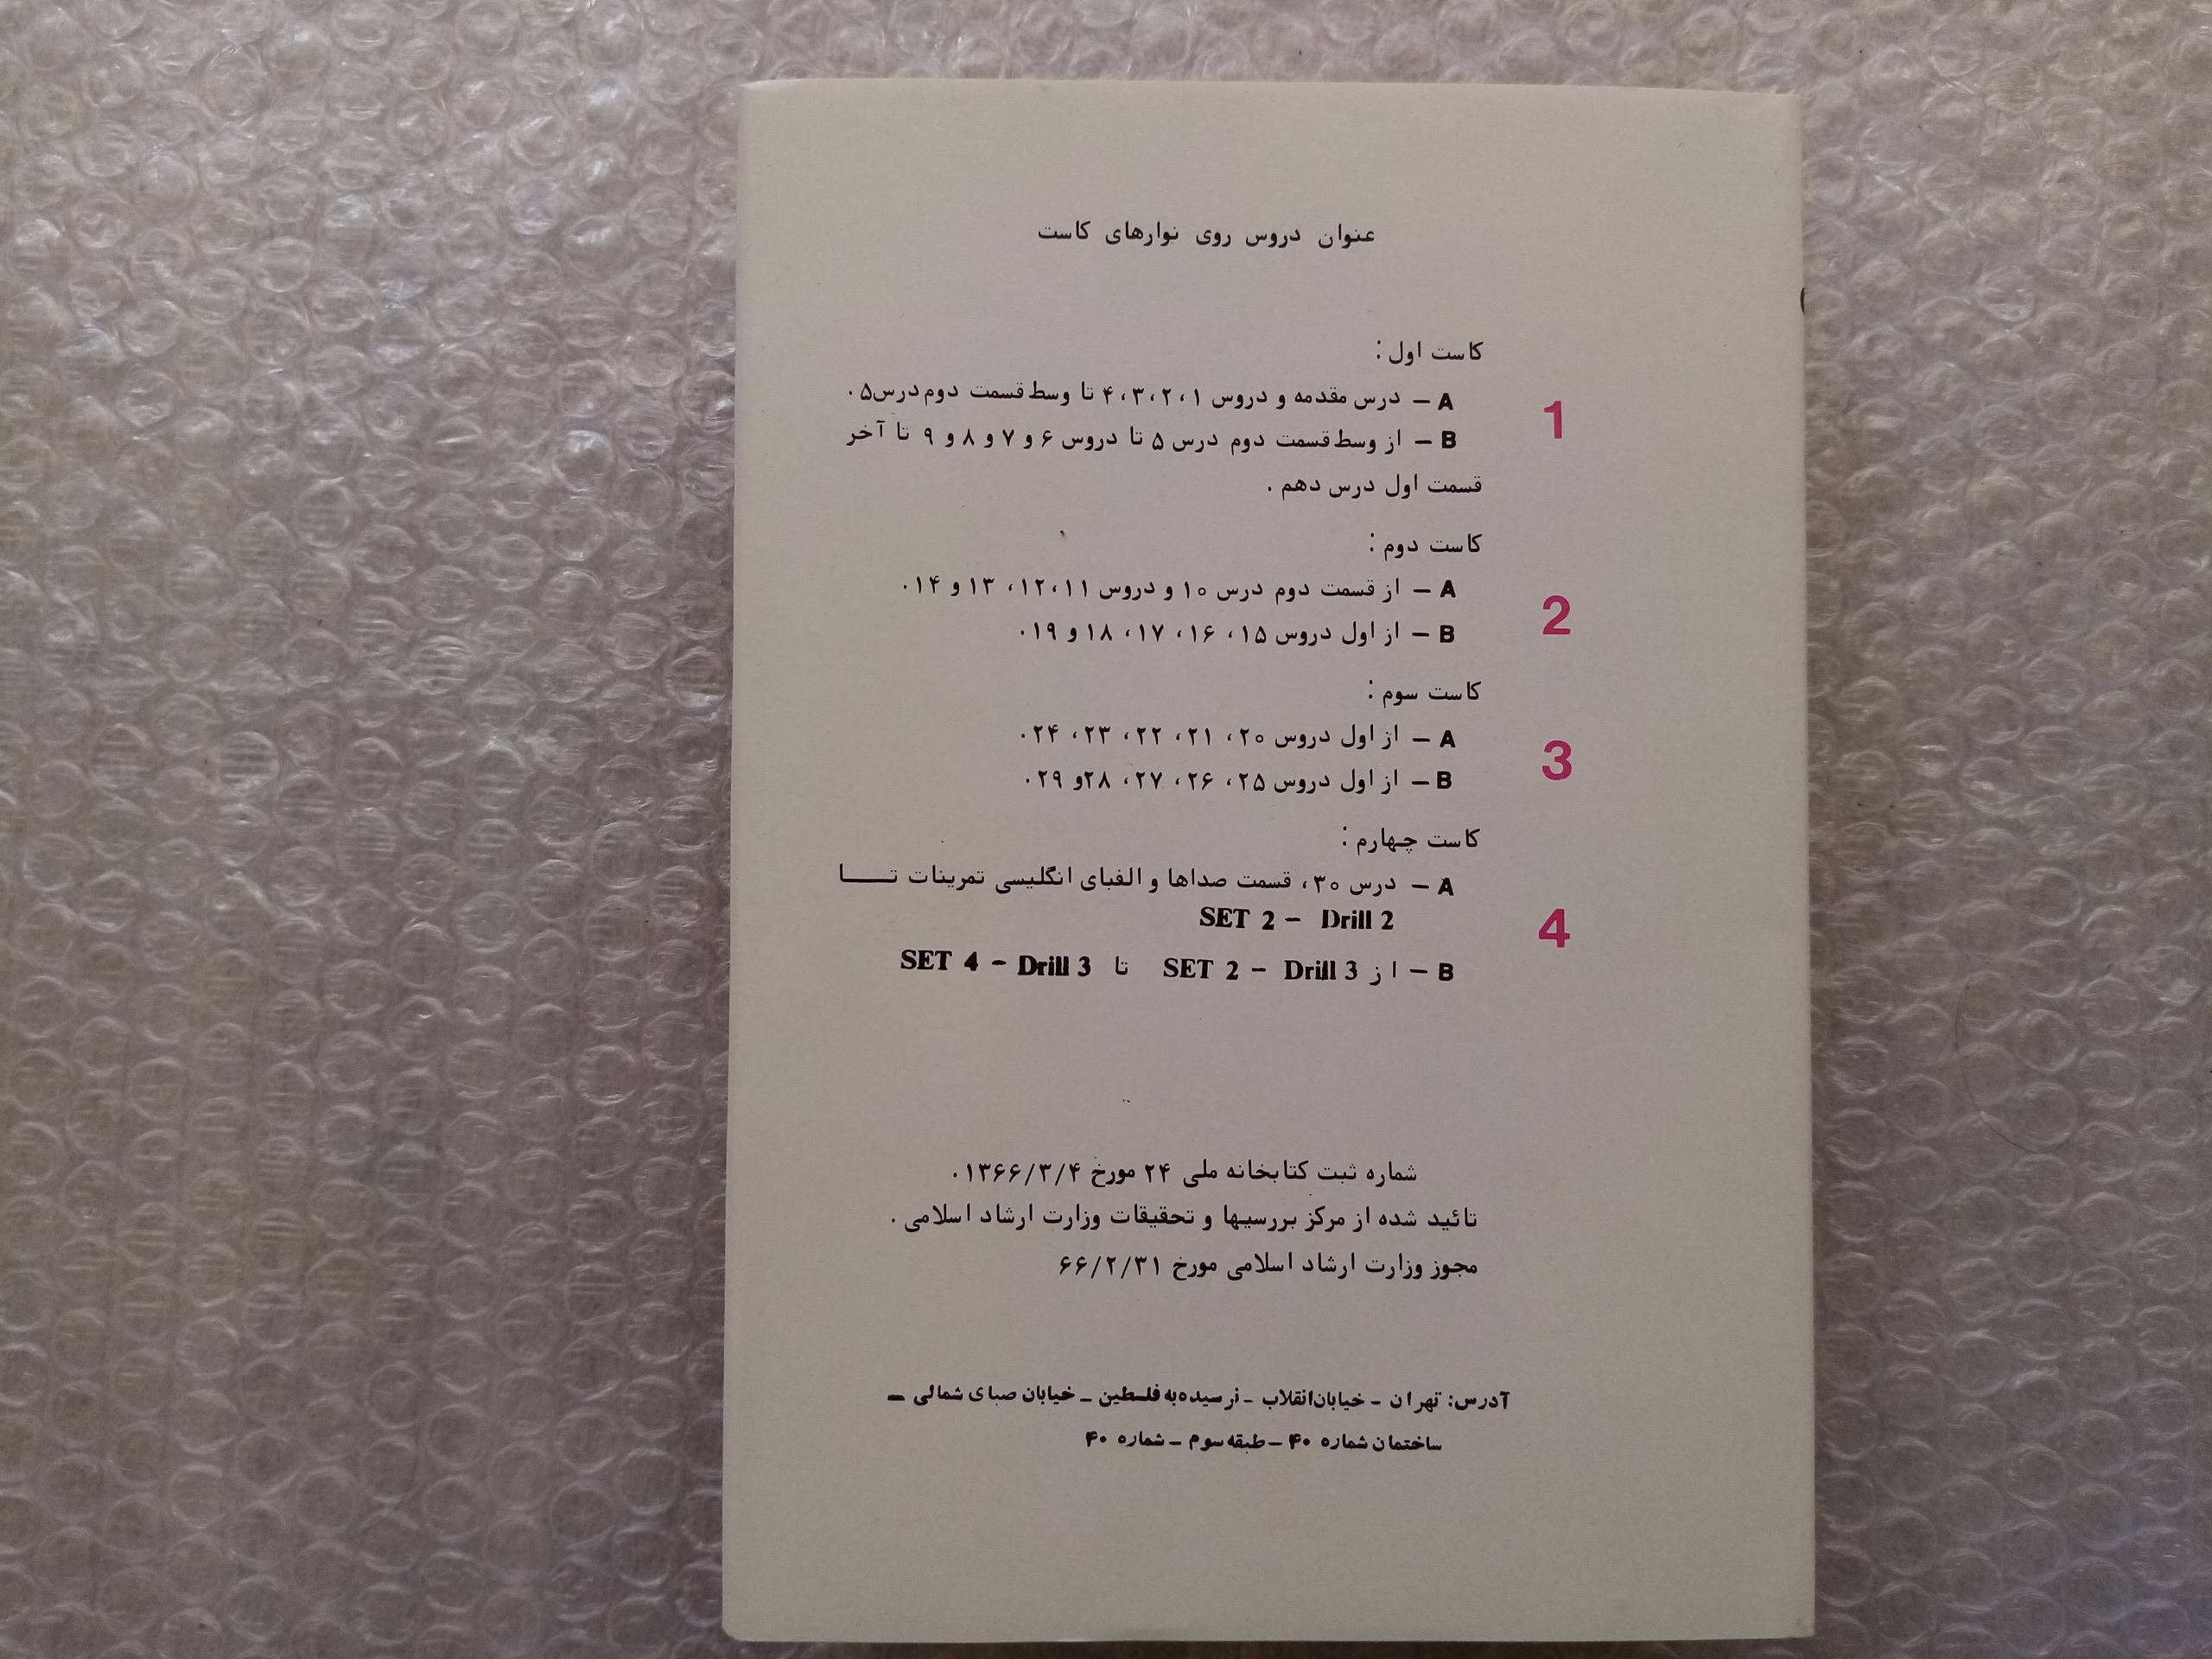 عنوان دروس روی نوارهای کاست
کاست اول :
1
A – درس مقدمه و دروس ۱، ۲، ۳، ۴ تا وسط قسمت دوم درس ۵.
B – از وسط قسمت دوم درس ۵ تا دروس ۶ و ۷ و ۸ و ۹ تا آخر
قسمت اول درس دهم .
کاست دوم :
2
A – از قسمت دوم درس ۱۰ و دروس ۱۱، ۱۲، ۱۳ و ۱۴.
B – از اول دروس ۱۵، ۱۶، ۱۷، ۱۸ و ۱۹.
کاست سوم :
3
A – از اول دروس ۲۰، ۲۱، ۲۲، ۲۳، ۲۴.
B – از اول دروس ۲۵، ۲۶، ۲۷، ۲۸ و ۲۹.
کاست چهارم :
4
A – درس ۳۰، قسمت صداها و الفبای انگلیسی تمرینات تـــا
SET 2 – Drill 2
B – از SET 2 – Drill 3 تا SET 4 – Drill 3
شماره ثبت کتابخانه ملی ۲۴ مورخ ۱۳۶۶/۳/۴.
تائید شده از مرکز بررسیها و تحقیقات وزارت ارشاد اسلامی .
مجوز وزارت ارشاد اسلامی مورخ ۶۶/۲/۳۱
آدرس: تهران – خیابان انقلاب – نرسیده به فلسطین – خیابان صبای شمالی –
ساختمان شماره ۴۰ – طبقه سوم – شماره ۴۰